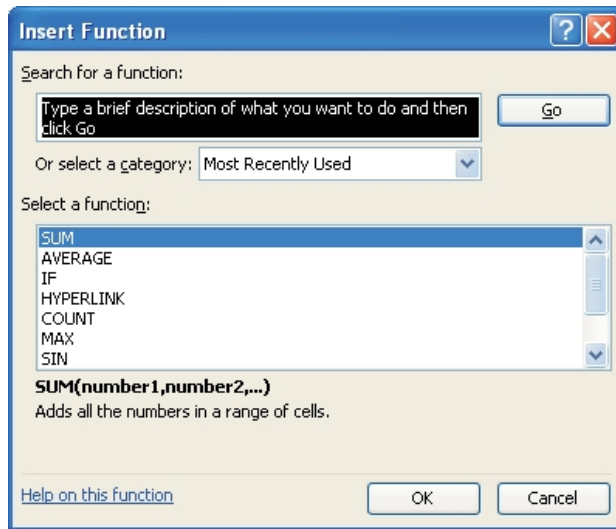 Insert Function
Search for a function:
Type a brief description of what you want to do and then
click Go
Go
Or select a category: Most Recently Used
Select a function:
SUM
AVERAGE
IF
HYPERLINK
COUNT
MAX
SIN
SUM(number1,number2,...)
Adds all the numbers in a range of cells.
Help on this function
OK
Cancel